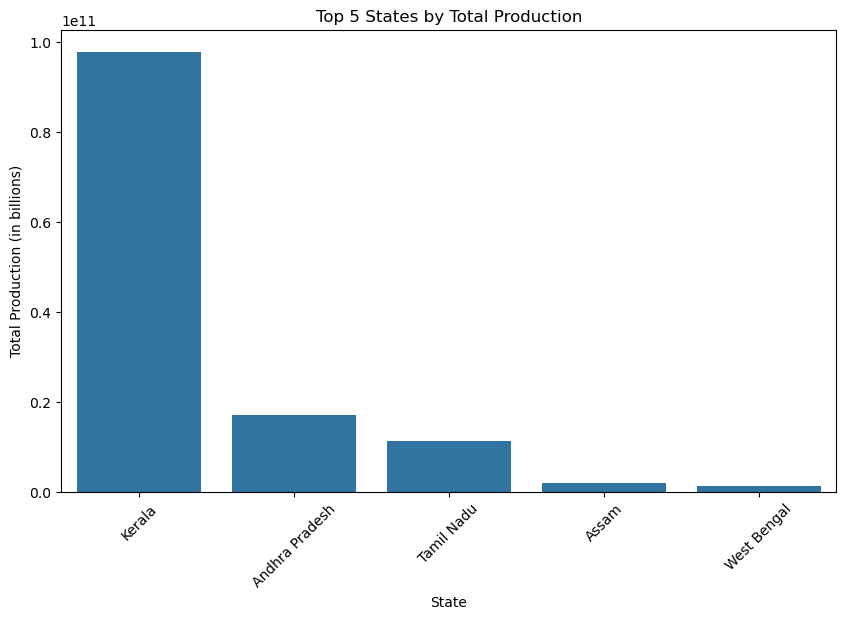 Top 5 States by Total Production
1e11
Total Production (in billions)
1.0
0.8
0.6
0.4
0.2
0.0
Kerala
Andhra Pradesh
Tamil Nadu
Assam
West Bengal
State